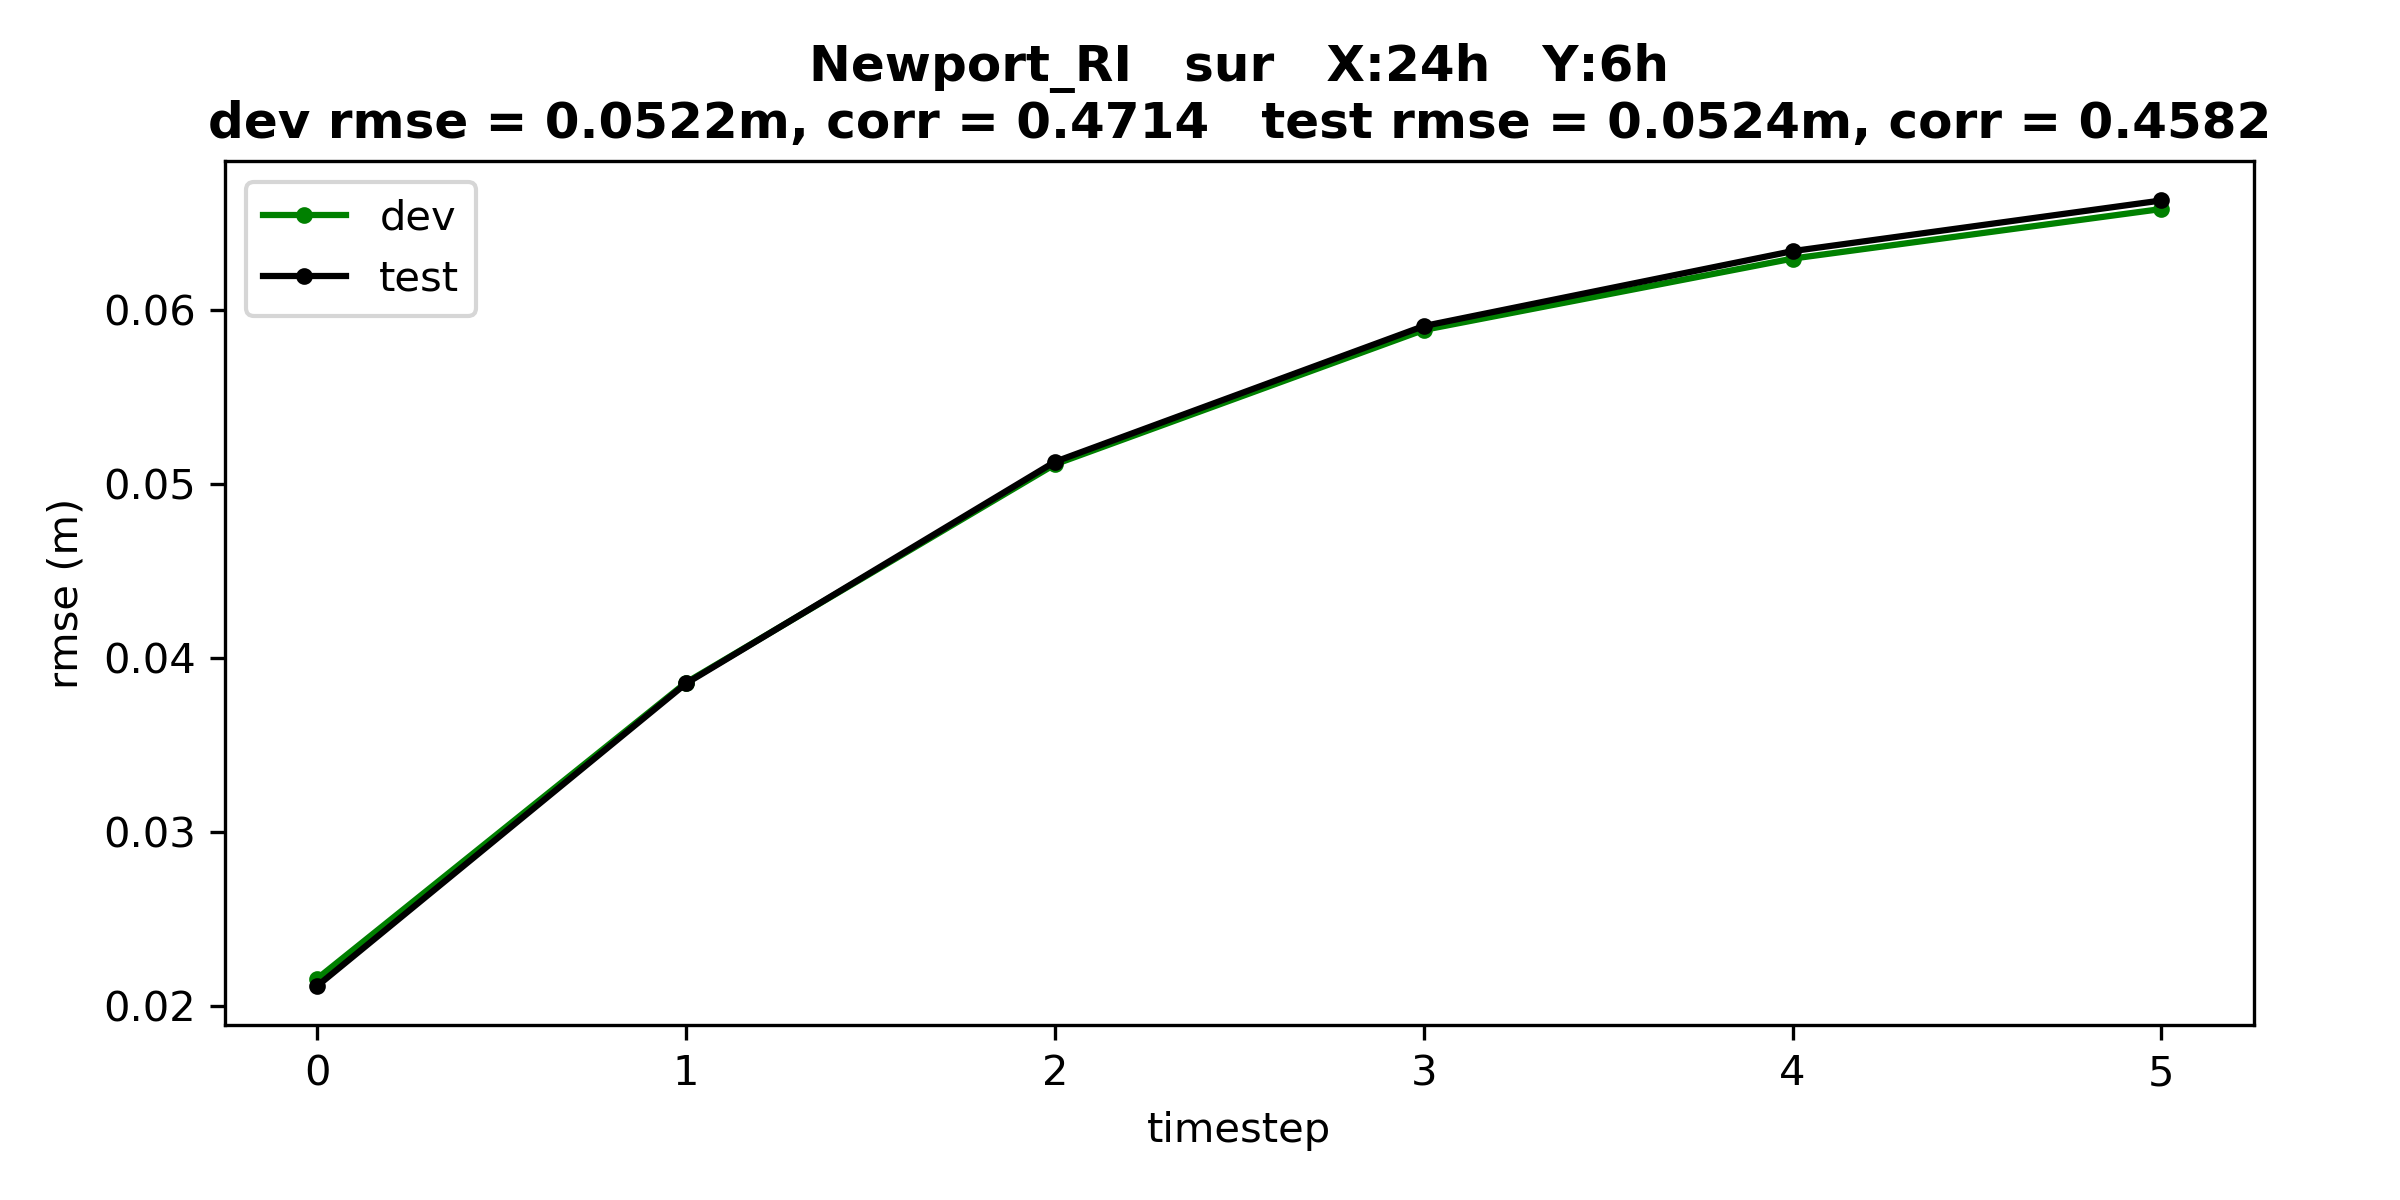 Newport_RI sur X:24h Y:6h
dev rmse = 0.0522m, corr = 0.4714 test rmse = 0.0524m, corr = 0.4582
dev
test
0.06
0.05
0.04
0.03
0.02
rmse (m)
0 1 2 3 4 5
timestep